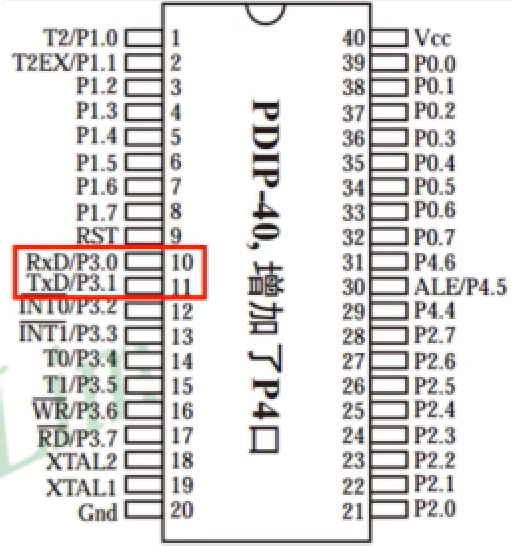 T2/P1.0 1 40 Vcc
T2EX/P1.1 2 39 P0.0
P1.2 3 38 P0.1
P1.3 4 37 P0.2
P1.4 5 36 P0.3
P1.5 6 35 P0.4
P1.6 7 34 P0.5
P1.7 8 33 P0.6
RST 9 32 P0.7
RxD/P3.0 10 31 P4.6
TxD/P3.1 11 30 ALE/P4.5
INT0/P3.2 12 29 P4.4
INT1/P3.3 13 28 P2.7
T0/P3.4 14 27 P2.6
T1/P3.5 15 26 P2.5
WR/P3.6 16 25 P2.4
RD/P3.7 17 24 P2.3
XTAL2 18 23 P2.2
XTAL1 19 22 P2.1
Gnd 20 21 P2.0
PDIP-40,增加了P4口